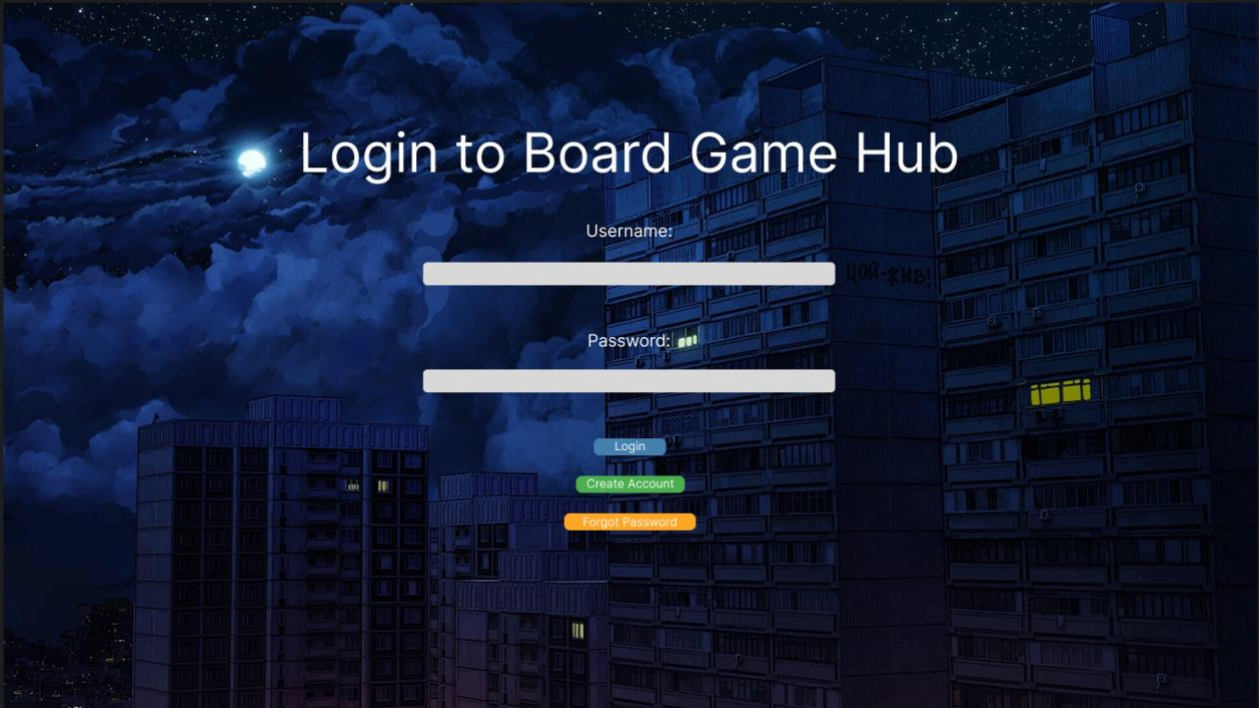 Login to Board Game Hub
Username:
ЦОЙ-ЖИВ!
Password:
Login
Create Account
Forgot Password